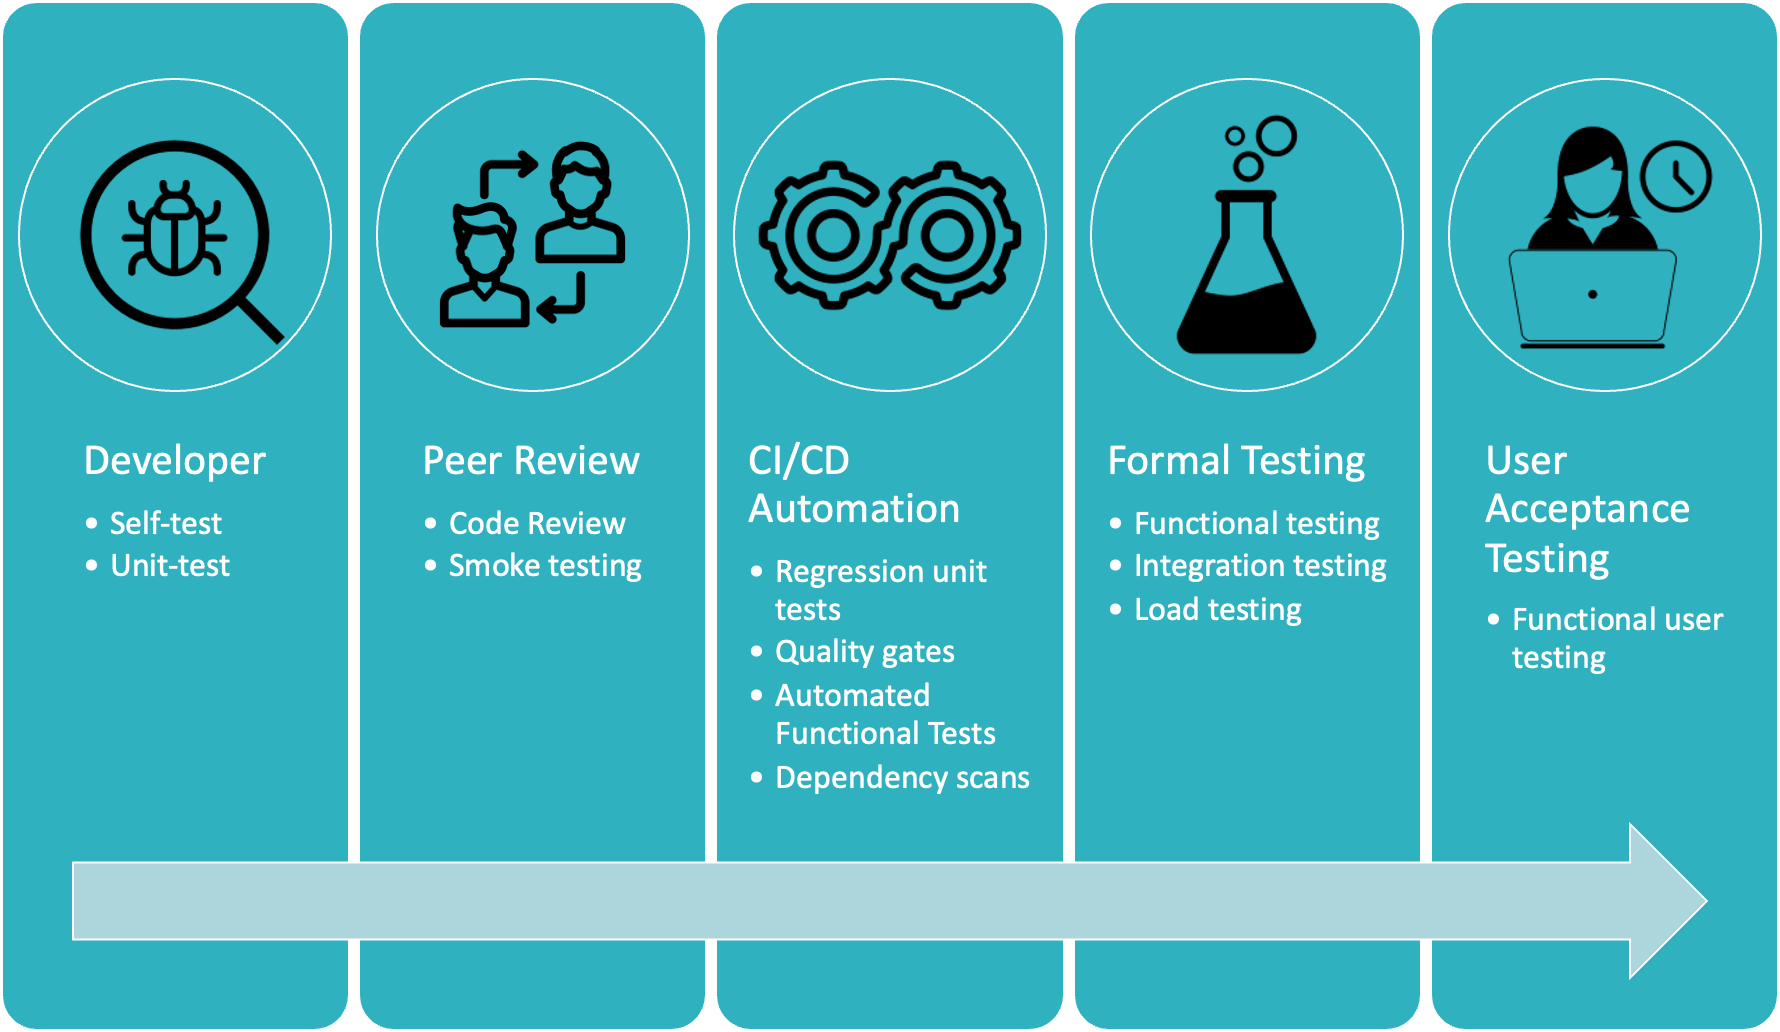 Developer
• Self-test
• Unit-test
Peer Review
• Code Review
• Smoke testing
CI/CD
Automation
• Regression unit
tests
• Quality gates
• Automated
Functional Tests
• Dependency scans
Formal Testing
• Functional testing
• Integration testing
• Load testing
User
Acceptance
Testing
• Functional user
testing